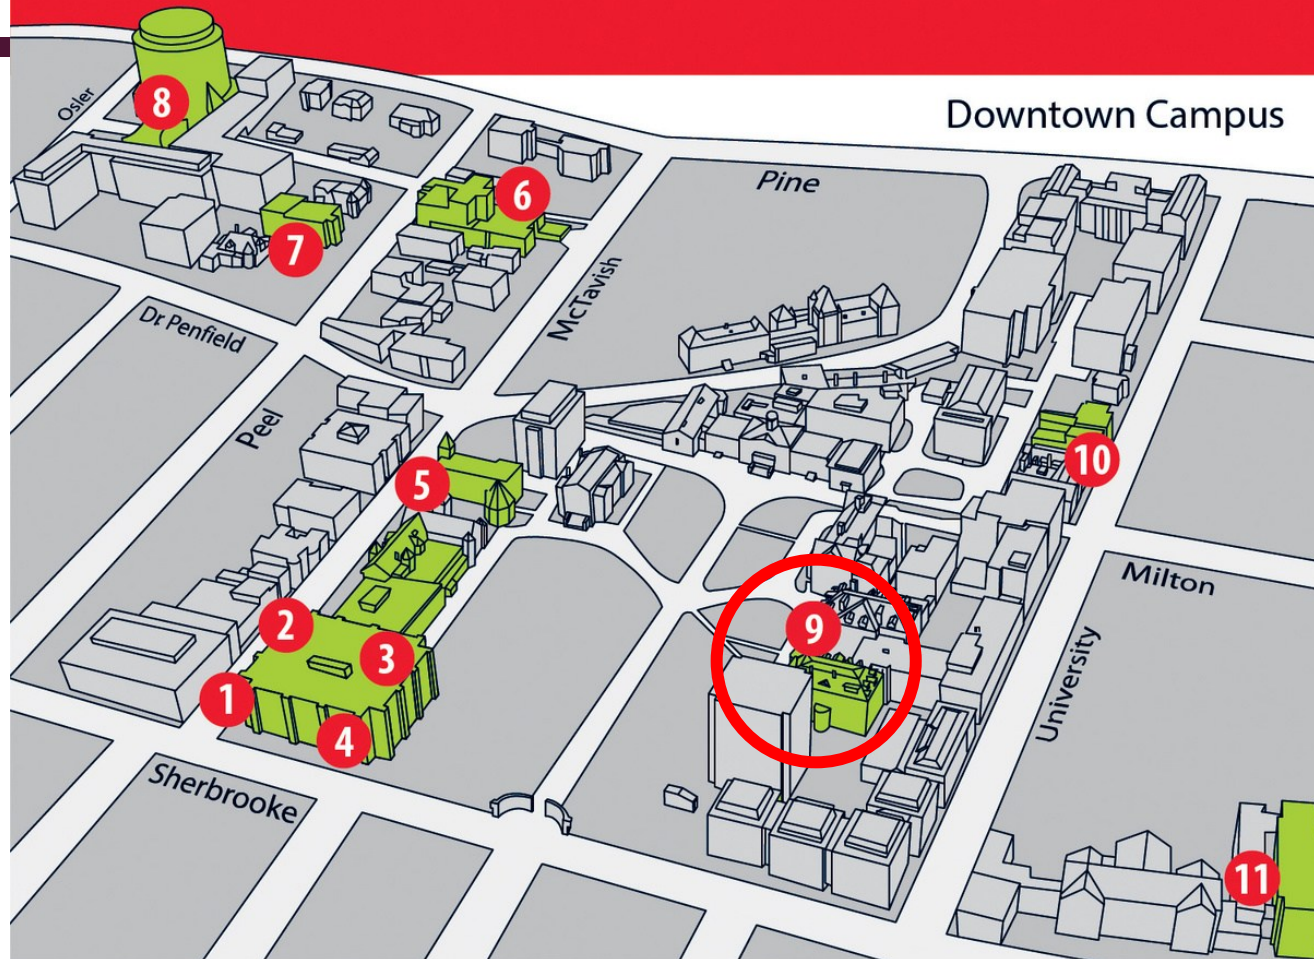 Downtown Campus
Osler
8
Pine
6
7
McTavish
Dr Penfield
Peel
5
10
Milton
9
2
3
1
4
University
Sherbrooke
11